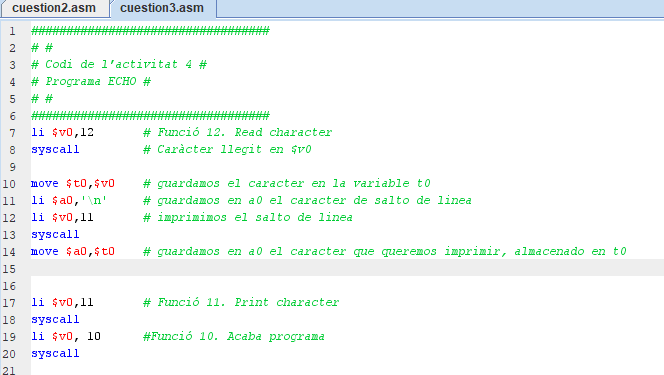 cuestion2.asm cuestion3.asm
1 ##################################
2 # #
3 # Codi de l'activitat 4 #
4 # Programa ECHO #
5 # #
6 ##################################
7 li $v0,12 # Funció 12. Read character
8 syscall # Caràcter llegit en $v0
9
10 move $t0,$v0 # guardamos el caracter en la variable t0
11 li $a0,'\n' # guardamos en a0 el caracter de salto de linea
12 li $v0,11 # imprimimos el salto de linea
13 syscall
14 move $a0,$t0 # guardamos en a0 el caracter que queremos imprimir, almacenado en t0
15
16
17 li $v0,11 # Funció 11. Print character
18 syscall
19 li $v0, 10 #Funció 10. Acaba programa
20 syscall
21